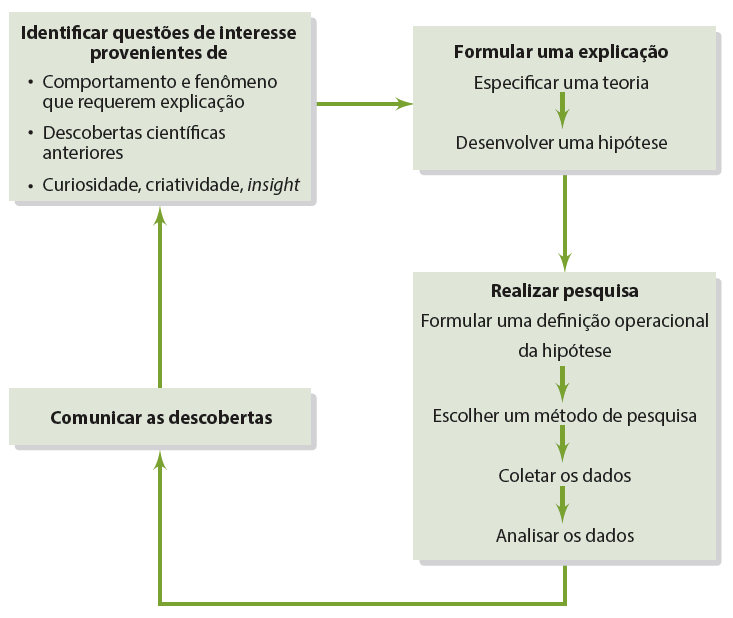 Identificar questões de interesse
provenientes de
• Comportamento e fenômeno
que requerem explicação
• Descobertas científicas
anteriores
• Curiosidade, criatividade, insight
Formular uma explicação
Especificar uma teoria
Desenvolver uma hipótese
Realizar pesquisa
Formular uma definição operacional
da hipótese
Escolher um método de pesquisa
Coletar os dados
Analisar os dados
Comunicar as descobertas